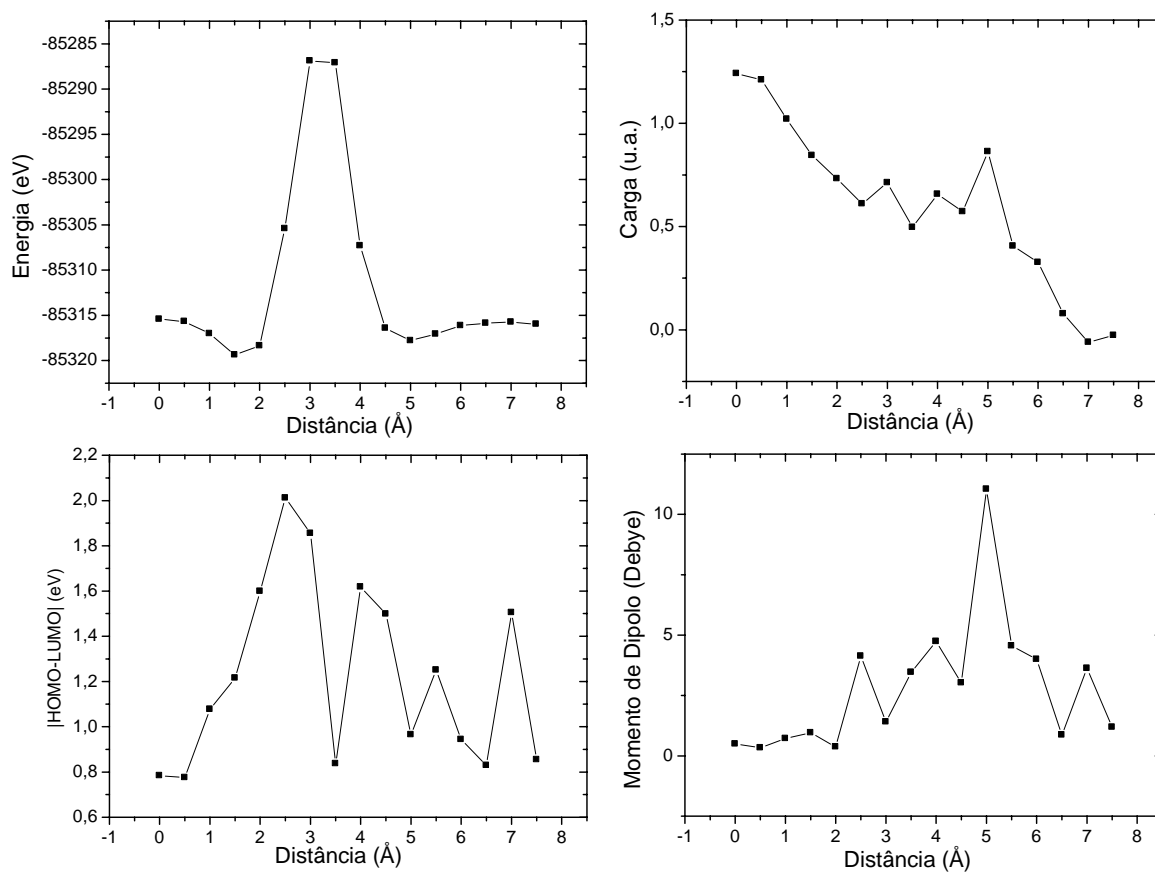 Energia (eV)
-85285
-85290
-85295
-85300
-85305
-85310
-85315
-85320
-1 0 1 2 3 4 5 6 7 8
Distância (Å)
Carga (u.a.)
1,5
1,0
0,5
0,0
-1 0 1 2 3 4 5 6 7 8
Distância (Å)
|HOMO-LUMO| (eV)
2,2
2,0
1,8
1,6
1,4
1,2
1,0
0,8
0,6
-1 0 1 2 3 4 5 6 7 8
Distância (Å)
Momento de Dipolo (Debye)
10
5
0
-1 0 1 2 3 4 5 6 7 8
Distância (Å)